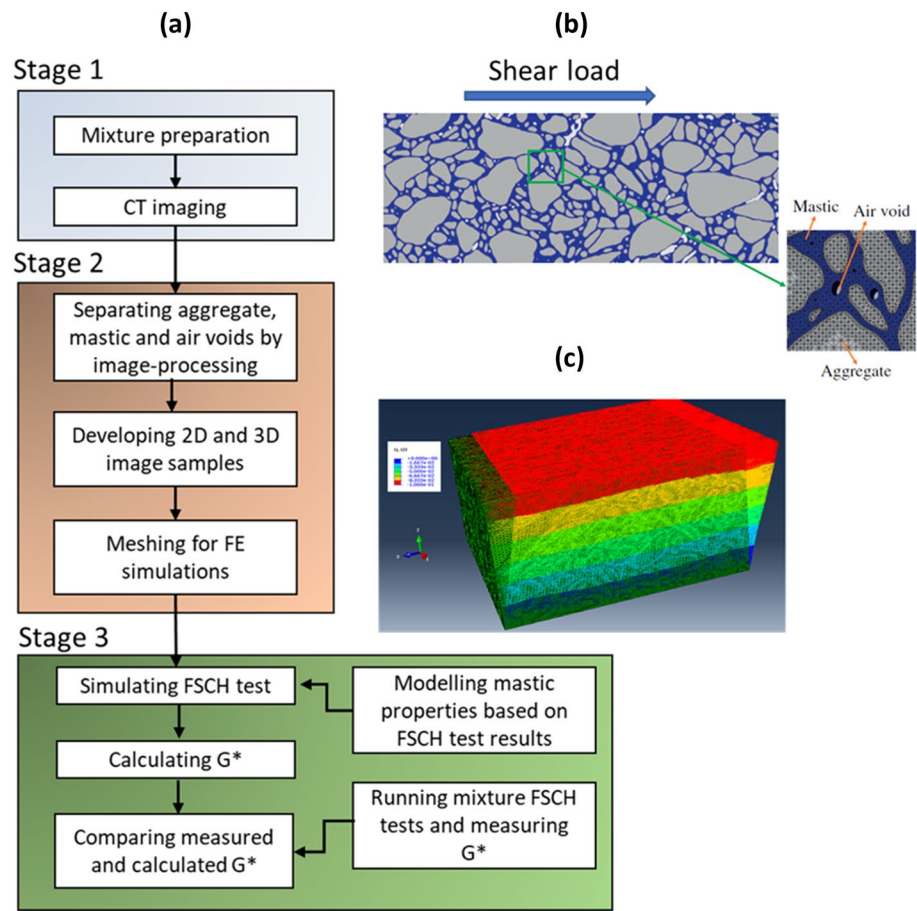 (a)
Stage 1
Mixture preparation
CT imaging
Stage 2
Separating aggregate,
mastic and air voids by
image-processing
Developing 2D and 3D
image samples
Meshing for FE
simulations
Stage 3
Simulating FSCH test
Modelling mastic
properties based on
FSCH test results
Calculating G*
Running mixture FSCH
tests and measuring
G*
Comparing measured
and calculated G*
(b)
Shear load
Mastic
Air void
Aggregate
(c)